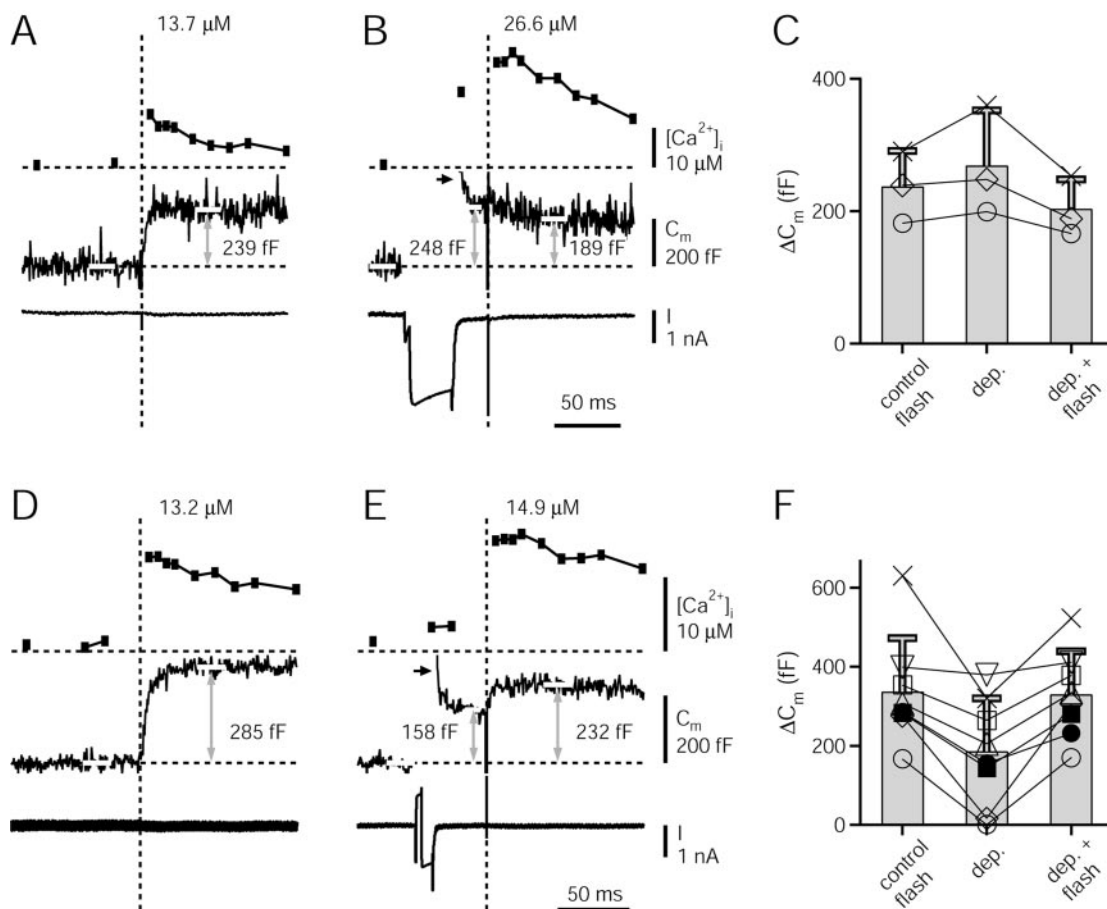 A
13.7 μM
B
26.6 μM
C
[Ca2+]i
10 μM
239 fF
248 fF
189 fF
Cm
200 fF
I
1 nA
50 ms
400
200
0
ΔCm (fF)
control
flash
dep.
dep. +
flash
D
13.2 μM
E
14.9 μM
F
[Ca2+]i
10 μM
285 fF
158 fF
232 fF
Cm
200 fF
I
1 nA
50 ms
600
400
200
0
ΔCm (fF)
control
flash
dep.
dep. +
flash